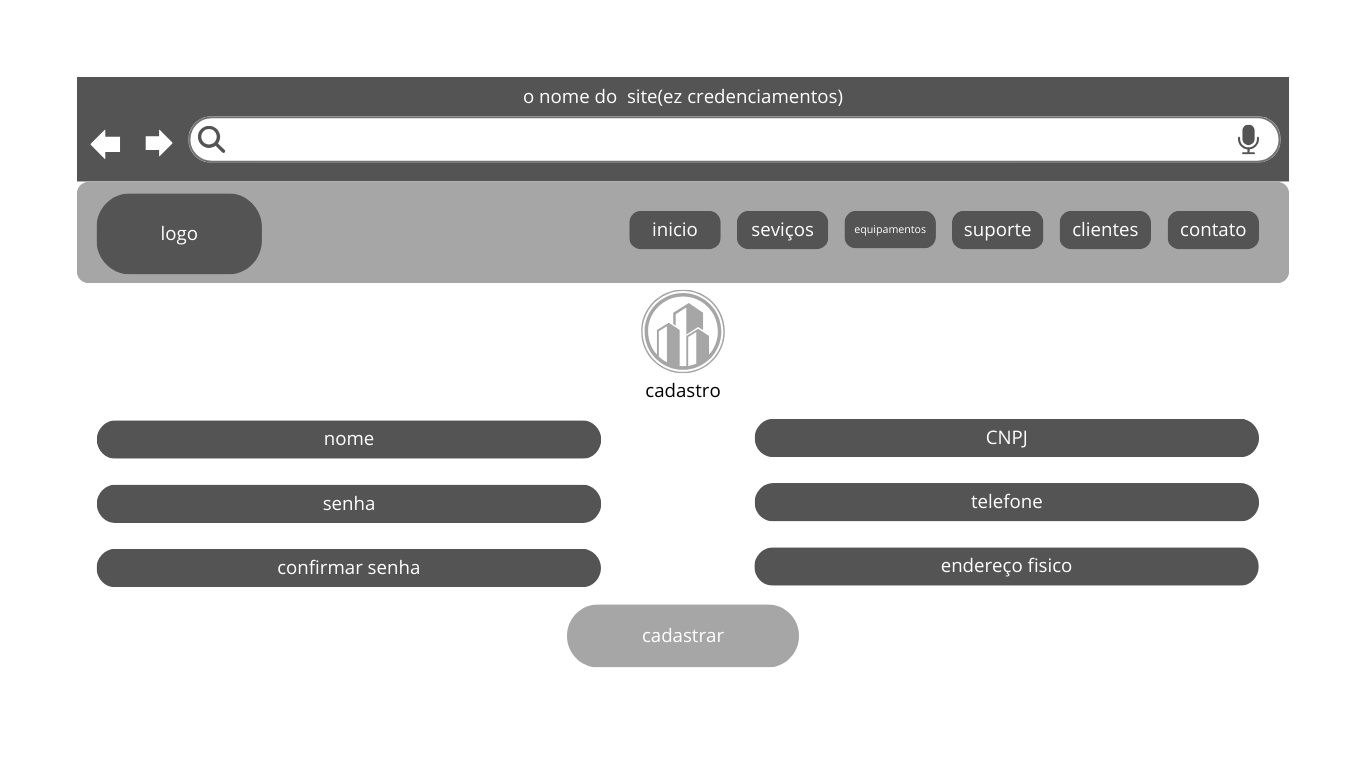 o nome do  site(ez credenciamentos)
logo
inicio
seviços
equipamentos
suporte
clientes
contato
cadastro
nome
CNPJ
senha
telefone
confirmar senha
endereço fisico
cadastrar